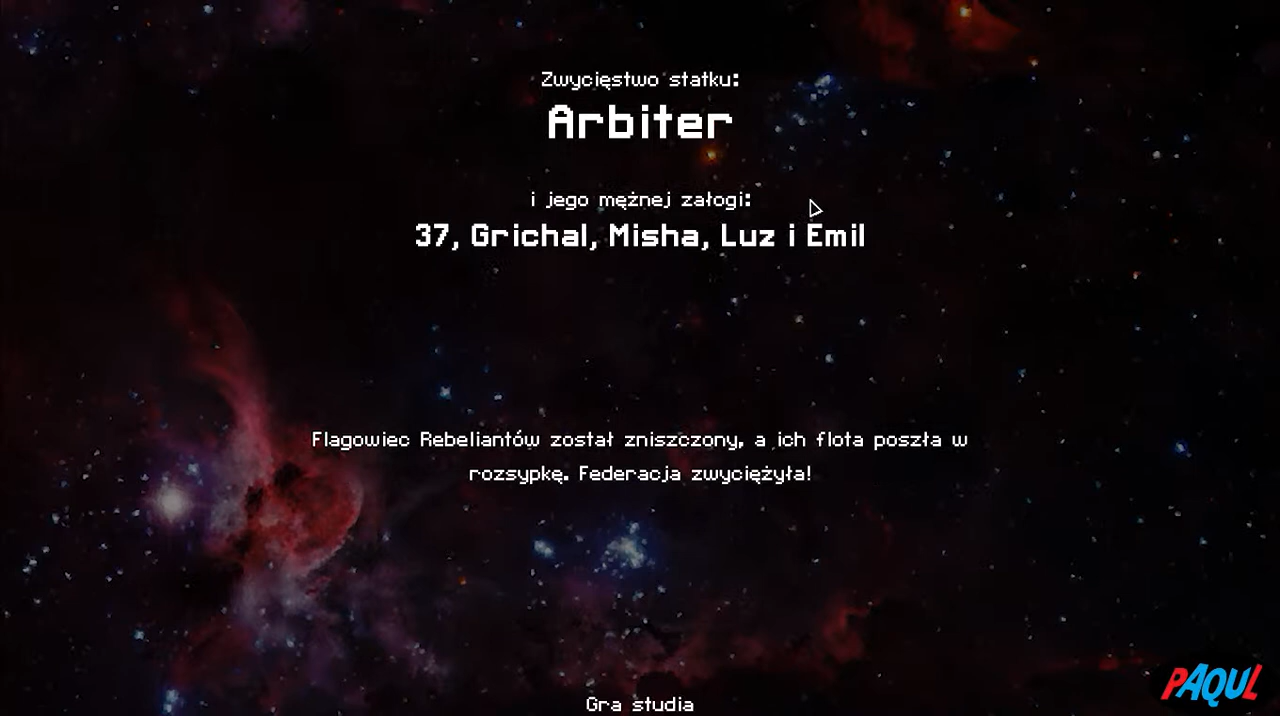 Zwycięstwo statku:
Arbiter
i jego mężnej załogi:
37, Grichal, Misha, Luz i Emil
Flagowiec Rebeliantów został zniszczony, a ich flota poszła w
rozsypkę. Federacja zwyciężyła!
Gra studia
PAQUL